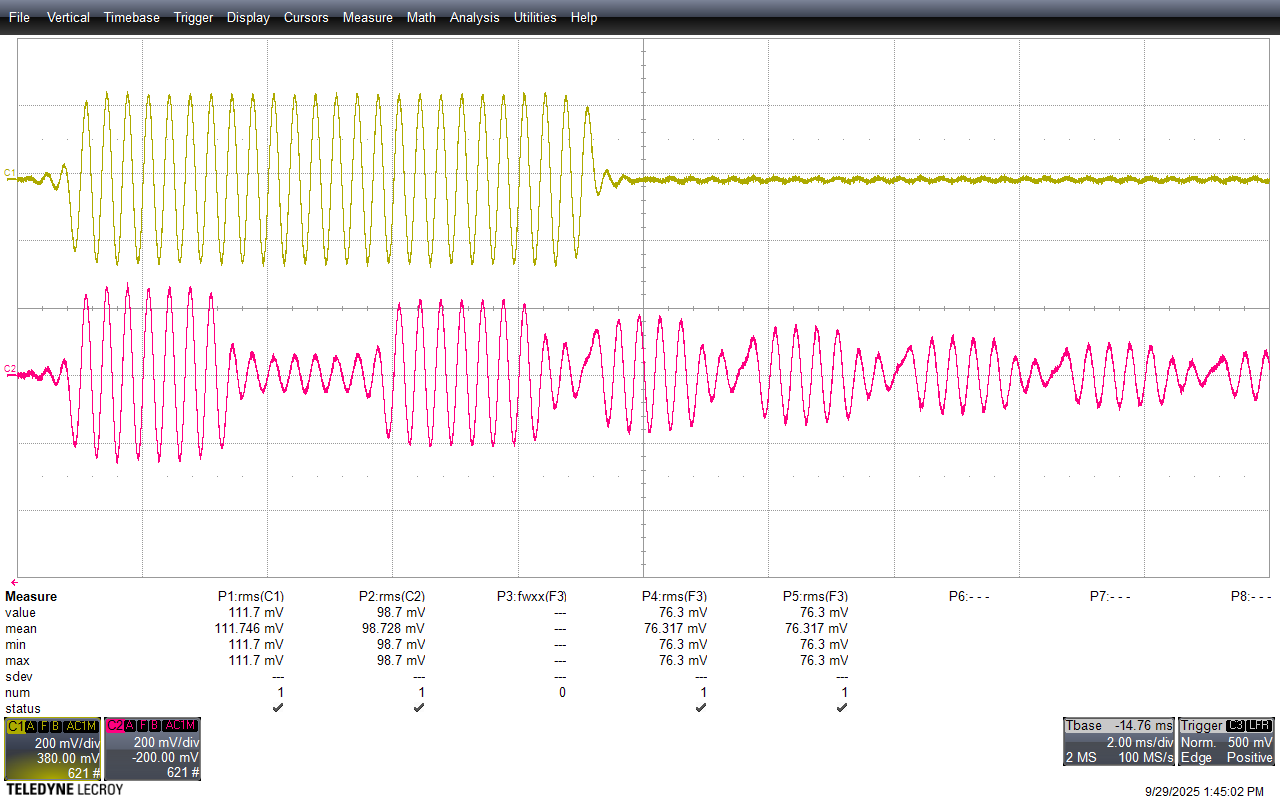 File Vertical Timebase Trigger Display Cursors Measure Math Analysis Utilities Help
C1
C2
Measure P1:rms(C1) P2:rms(C2) P3:fwxx(F3) P4:rms(F3) P5:rms(F3) P6:- - - P7:- - - P8:- - -
value 111.7 mV 98.7 mV --- 76.3 mV 76.3 mV
mean 111.746 mV 98.728 mV --- 76.317 mV 76.317 mV
min 111.7 mV 98.7 mV --- 76.3 mV 76.3 mV
max 111.7 mV 98.7 mV --- 76.3 mV 76.3 mV
sdev --- --- --- --- ---
num 1 1 0 1 1
status ✓ ✓ ✓ ✓
C1 A F B AC1M C2 A F B AC1M Tbase -14.76 ms Trigger C3 LFR
200 mV/div 200 mV/div 2.00 ms/div Norm. 500 mV
380.00 mV -200.00 mV 2 MS 100 MS/s Edge Positive
621 # 621 #
TELEDYNE LECROY 9/29/2025 1:45:02 PM